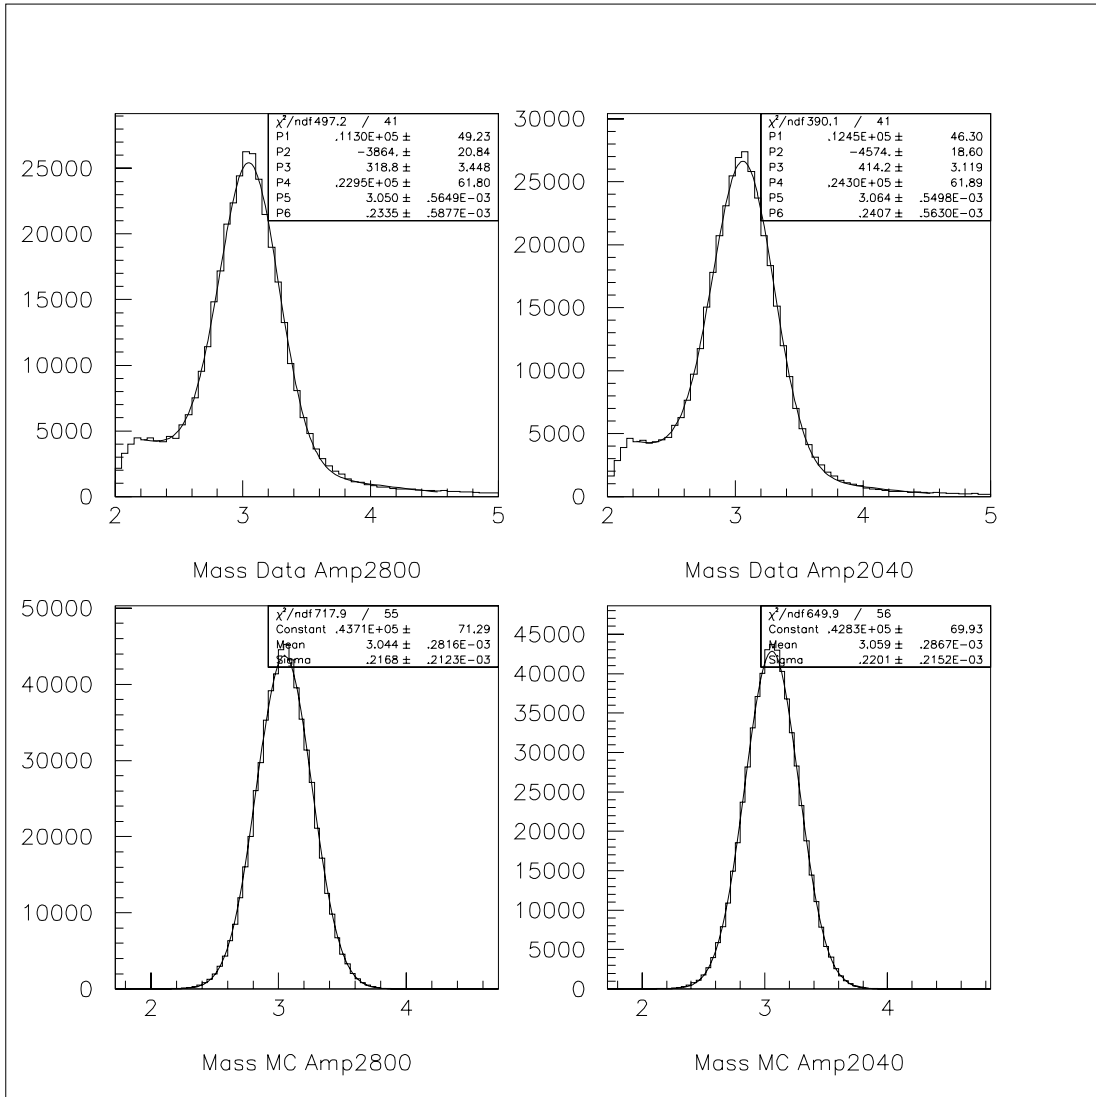 χ²/ndf 497.2 / 41
P1 .1130E+05 ± 49.23
P2 -3864. ± 20.84
P3 318.8 ± 3.448
P4 .2295E+05 ± 61.80
P5 3.050 ± .5649E-03
P6 .2335 ± .5877E-03
25000
20000
15000
10000
5000
0
2 3 4 5
Mass Data Amp2800
χ²/ndf 390.1 / 41
P1 .1245E+05 ± 46.30
P2 -4574. ± 18.60
P3 414.2 ± 3.119
P4 .2430E+05 ± 61.89
P5 3.064 ± .5498E-03
P6 .2407 ± .5630E-03
30000
25000
20000
15000
10000
5000
0
2 3 4 5
Mass Data Amp2040
χ²/ndf 717.9 / 55
Constant .4371E+05 ± 71.29
Mean 3.044 ± .2816E-03
Sigma .2168 ± .2123E-03
50000
40000
30000
20000
10000
0
2 3 4
Mass MC Amp2800
χ²/ndf 649.9 / 56
Constant .4283E+05 ± 69.93
Mean 3.059 ± .2867E-03
Sigma .2201 ± .2152E-03
45000
40000
35000
30000
25000
20000
15000
10000
5000
0
2 3 4
Mass MC Amp2040